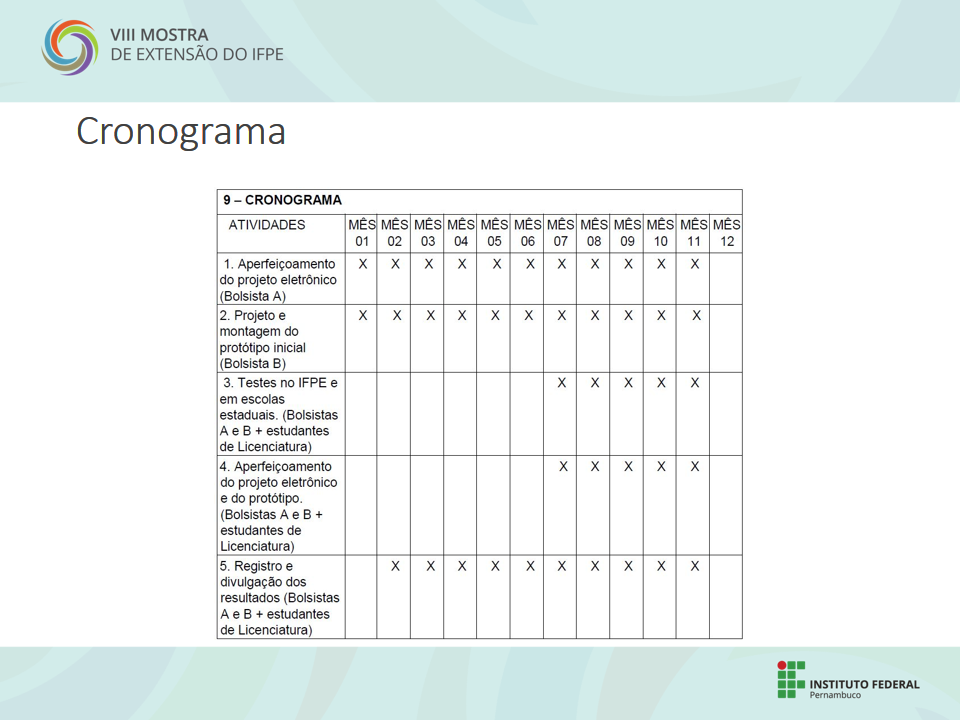 VIII MOSTRA
DE EXTENSÃO DO IFPE
Cronograma
9 – CRONOGRAMA
ATIVIDADES MÊS 01 MÊS 02 MÊS 03 MÊS 04 MÊS 05 MÊS 06 MÊS 07 MÊS 08 MÊS 09 MÊS 10 MÊS 11 MÊS 12
1. Aperfeiçoamento X X X X X X X X X X X
do projeto eletrônico
(Bolsista A)
2. Projeto e X X X X X X X X X X X
montagem do
protótipo inicial
(Bolsista B)
3. Testes no IFPE e X X X X X
em escolas
estaduais. (Bolsistas
A e B + estudantes
de Licenciatura)
4. Aperfeiçoamento X X X X X
do projeto eletrônico
e do protótipo.
(Bolsistas A e B +
estudantes de
Licenciatura)
5. Registro e X X X X X X X X X X
divulgação dos
resultados (Bolsistas
A e B + estudantes
de Licenciatura)
INSTITUTO FEDERAL
Pernambuco